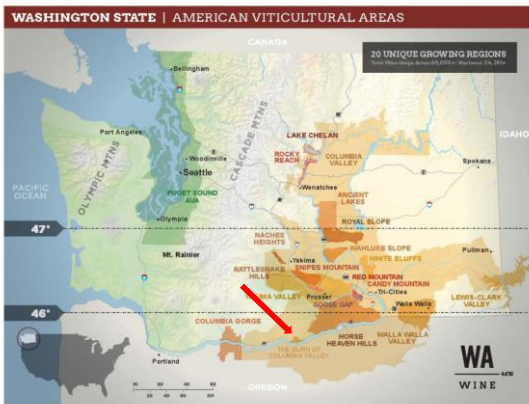 WASHINGTON STATE | AMERICAN VITICULTURAL AREAS
CANADA
20 UNIQUE GROWING REGIONS
Bellingham
IDAHO
Port Angeles
LAKE CHELAN
ROCKY
REACH
COLUMBIA
VALLEY
OLYMPIC MTNS
CASCADE MTNS
Woodinville
Seattle
Spokane
Wenatchee
PACIFIC
OCEAN
PUGET SOUND
AVA
ANCIENT
LAKES
Olympia
ROYAL SLOPE
47°
NACHES
HEIGHTS
WAHLUKE SLOPE
Mt. Rainier
Yakima
WHITE BLUFFS
Pullman
RATTLESNAKE
HILLS
SNIPES MOUNTAIN
RED MOUNTAIN
CANDY MOUNTAIN
YAKIMA VALLEY
Prosser
Tri-Cities
GOOSE GAP
Walla Walla
LEWIS-CLARK
VALLEY
46°
COLUMBIA GORGE
HORSE
HEAVEN HILLS
WALLA WALLA
VALLEY
THE BURN OF
COLUMBIA VALLEY
Portland
OREGON
WA
WINE